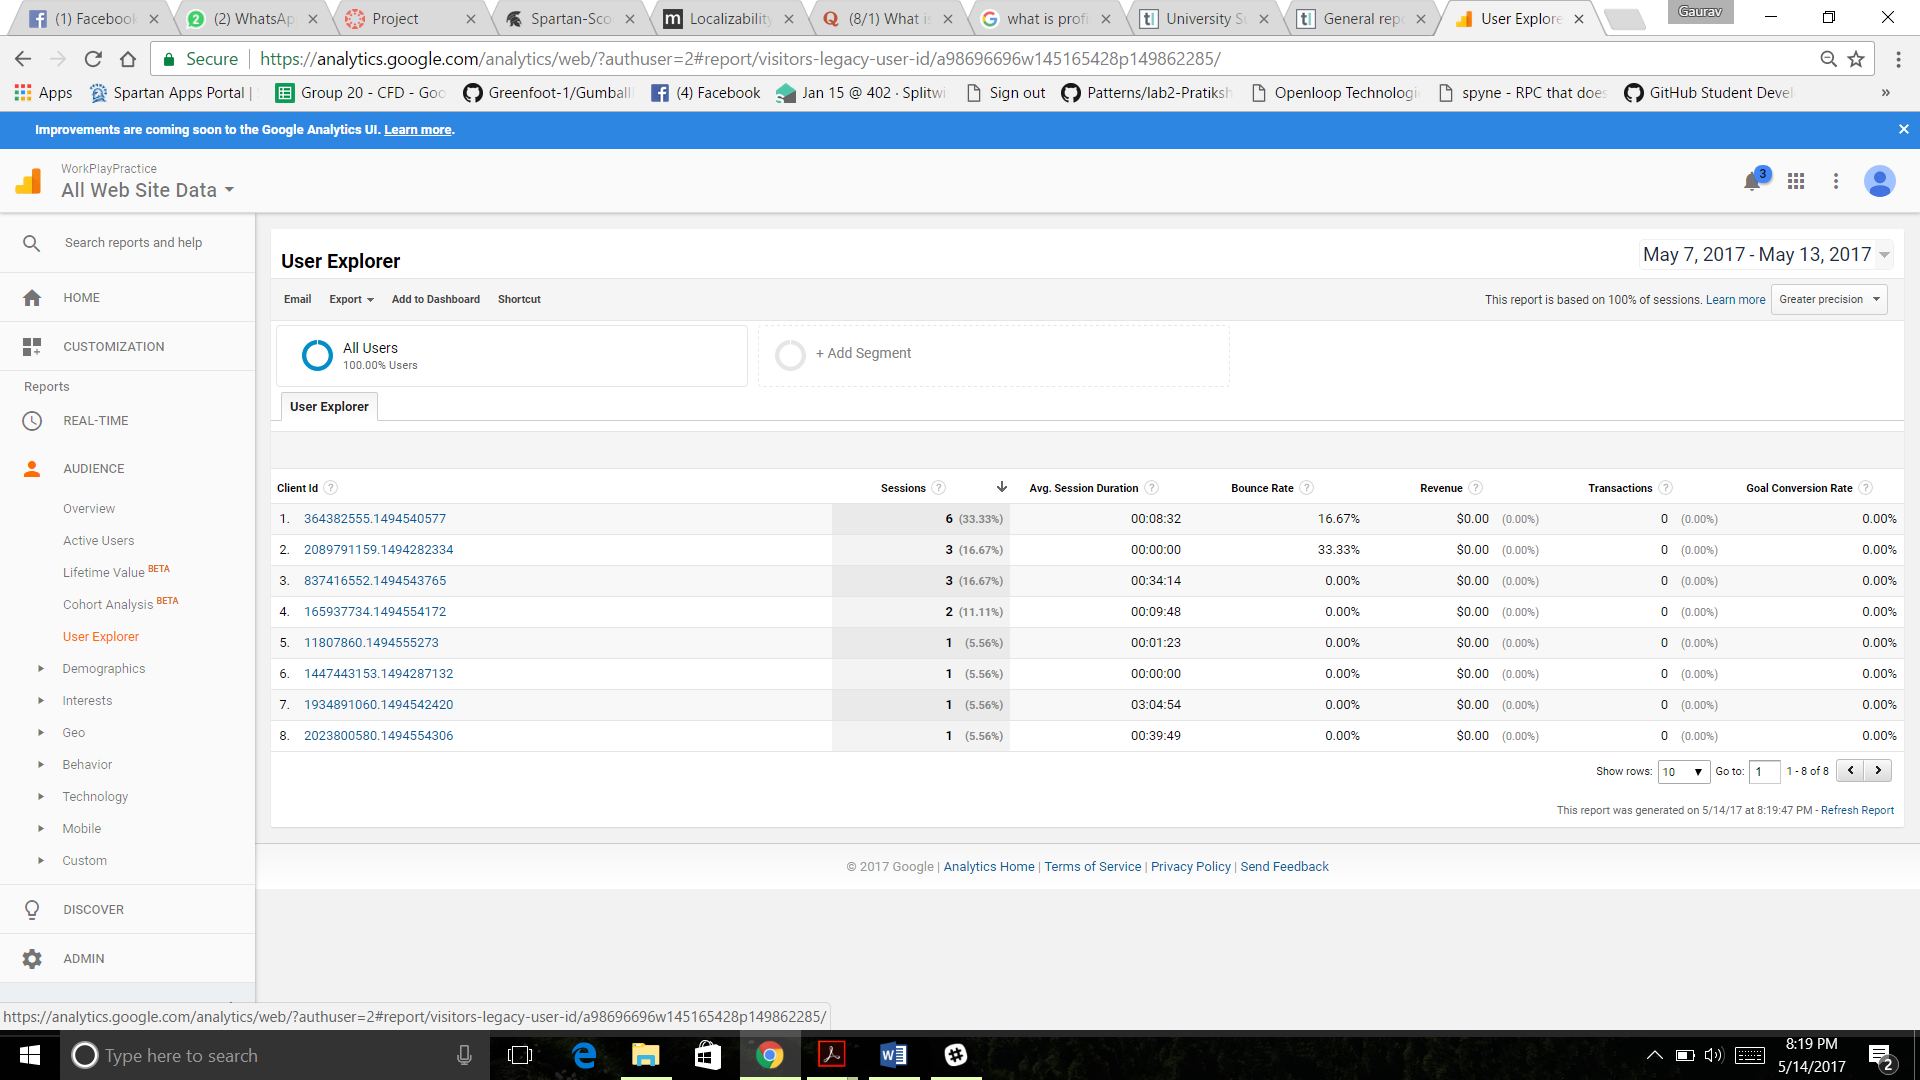 (1) Facebook
(2) WhatsAp
Project
Spartan-Sco
Localizability
(8/1) What is
what is profi
University S
General repo
User Explore
Gaurav
Secure
https://analytics.google.com/analytics/web/?authuser=2#report/visitors-legacy-user-id/a98696696w145165428p149862285/
Apps
Spartan Apps Portal |
Group 20 - CFD - Goo
Greenfoot-1/Gumball
(4) Facebook
Jan 15 @ 402 · Splitwi
Sign out
Patterns/lab2-Pratiksh
Openloop Technologi
spyne - RPC that does
GitHub Student Devel
»
Improvements are coming soon to the Google Analytics UI. Learn more.
WorkPlayPractice
All Web Site Data
3
Search reports and help
HOME
CUSTOMIZATION
Reports
REAL-TIME
AUDIENCE
Overview
Active Users
Lifetime Value BETA
Cohort Analysis BETA
User Explorer
Demographics
Interests
Geo
Behavior
Technology
Mobile
Custom
DISCOVER
ADMIN
User Explorer
May 7, 2017 - May 13, 2017
Email Export Add to Dashboard Shortcut
This report is based on 100% of sessions. Learn more Greater precision
All Users
100.00% Users
+ Add Segment
User Explorer
Client Id ? Sessions ? Avg. Session Duration ? Bounce Rate ? Revenue ? Transactions ? Goal Conversion Rate ?
1. 364382555.1494540577 6 (33.33%) 00:08:32 16.67% $0.00 (0.00%) 0 (0.00%) 0.00%
2. 2089791159.1494282334 3 (16.67%) 00:00:00 33.33% $0.00 (0.00%) 0 (0.00%) 0.00%
3. 837416552.1494543765 3 (16.67%) 00:34:14 0.00% $0.00 (0.00%) 0 (0.00%) 0.00%
4. 165937734.1494554172 2 (11.11%) 00:09:48 0.00% $0.00 (0.00%) 0 (0.00%) 0.00%
5. 11807860.1494555273 1 (5.56%) 00:01:23 0.00% $0.00 (0.00%) 0 (0.00%) 0.00%
6. 1447443153.1494287132 1 (5.56%) 00:00:00 0.00% $0.00 (0.00%) 0 (0.00%) 0.00%
7. 1934891060.1494542420 1 (5.56%) 03:04:54 0.00% $0.00 (0.00%) 0 (0.00%) 0.00%
8. 2023800580.1494554306 1 (5.56%) 00:39:49 0.00% $0.00 (0.00%) 0 (0.00%) 0.00%
Show rows: 10 Go to: 1 1 - 8 of 8
This report was generated on 5/14/17 at 8:19:47 PM - Refresh Report
© 2017 Google | Analytics Home | Terms of Service | Privacy Policy | Send Feedback
https://analytics.google.com/analytics/web/?authuser=2#report/visitors-legacy-user-id/a98696696w145165428p149862285/
Type here to search
8:19 PM
5/14/2017
2